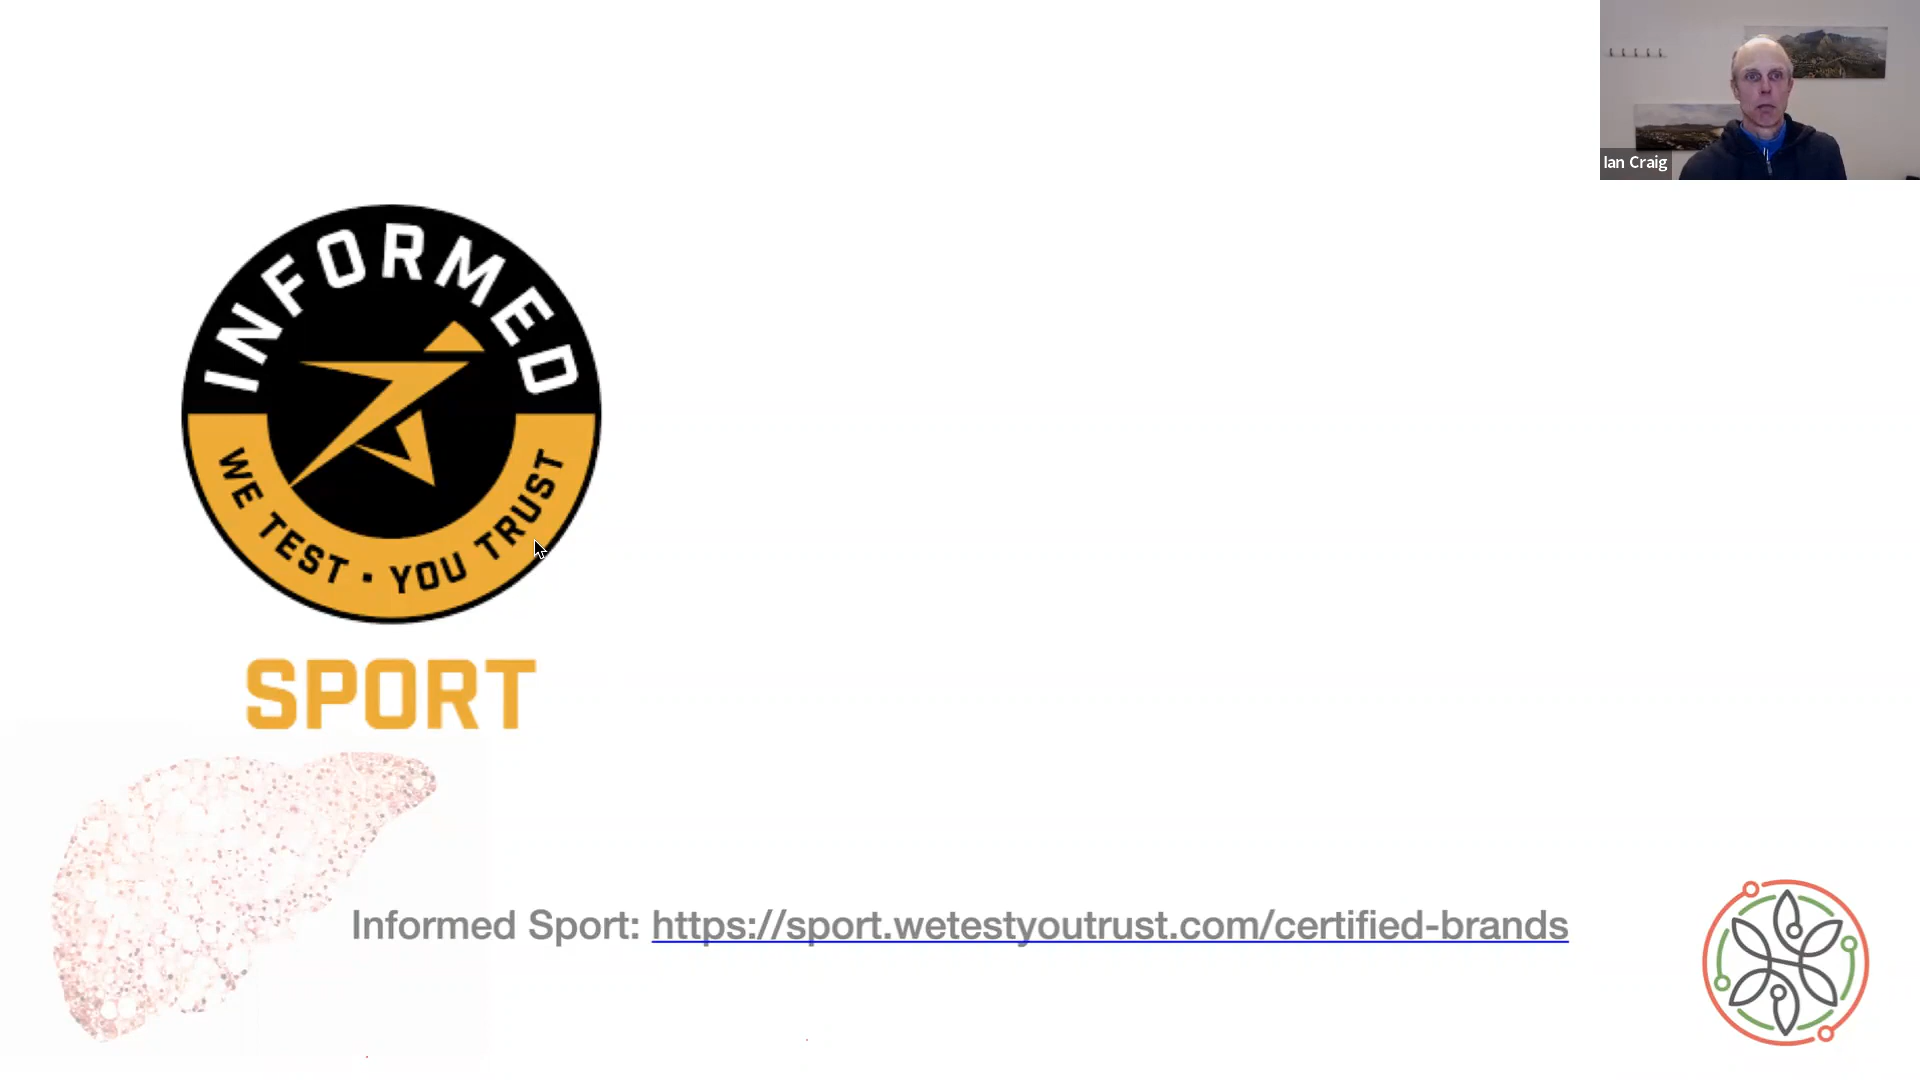 Ian Craig
INFORMED
WE TEST · YOU TRUST
SPORT
Informed Sport: https://sport.wetestyoutrust.com/certified-brands